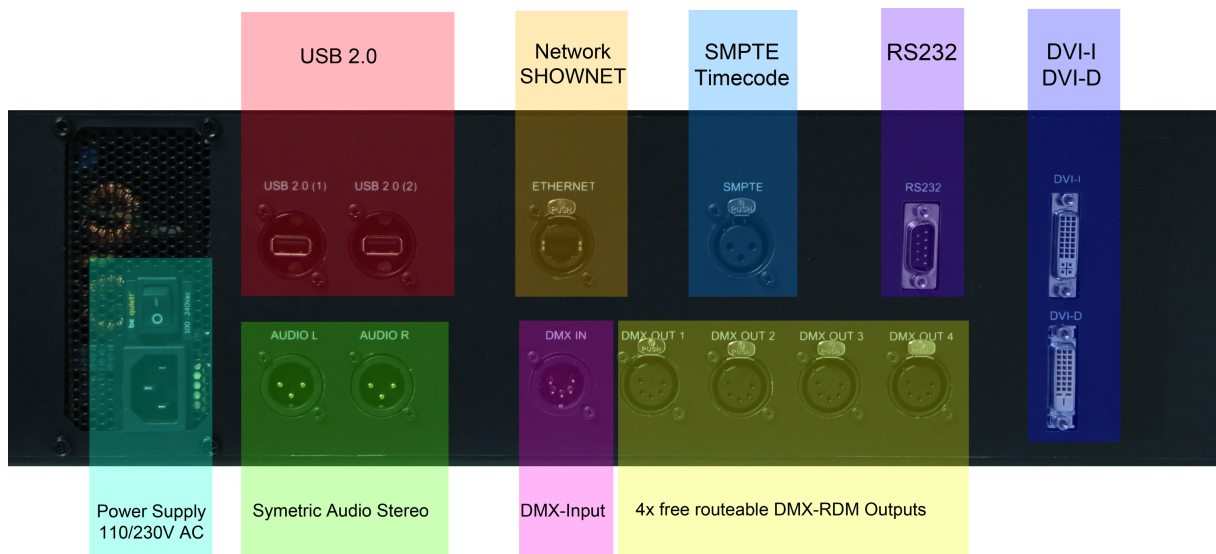 USB 2.0
Network
SHOWNET
SMPTE
Timecode
RS232
DVI-I
DVI-D
USB 2.0 (1)
USB 2.0 (2)
ETHERNET
PUSH
SMPTE
PUSH
RS232
DVI-I
be quiet!
100 - 240vac
AUDIO L
AUDIO R
DMX IN
DMX OUT 1
PUSH
DMX OUT 2
PUSH
DMX OUT 3
PUSH
DMX OUT 4
PUSH
DVI-D
Power Supply
110/230V AC
Symetric Audio Stereo
DMX-Input
4x free routeable DMX-RDM Outputs